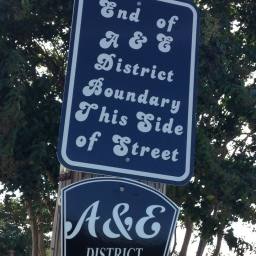 End of
A & E
District
Boundary
This Side
of Street
A&E
DISTRICT